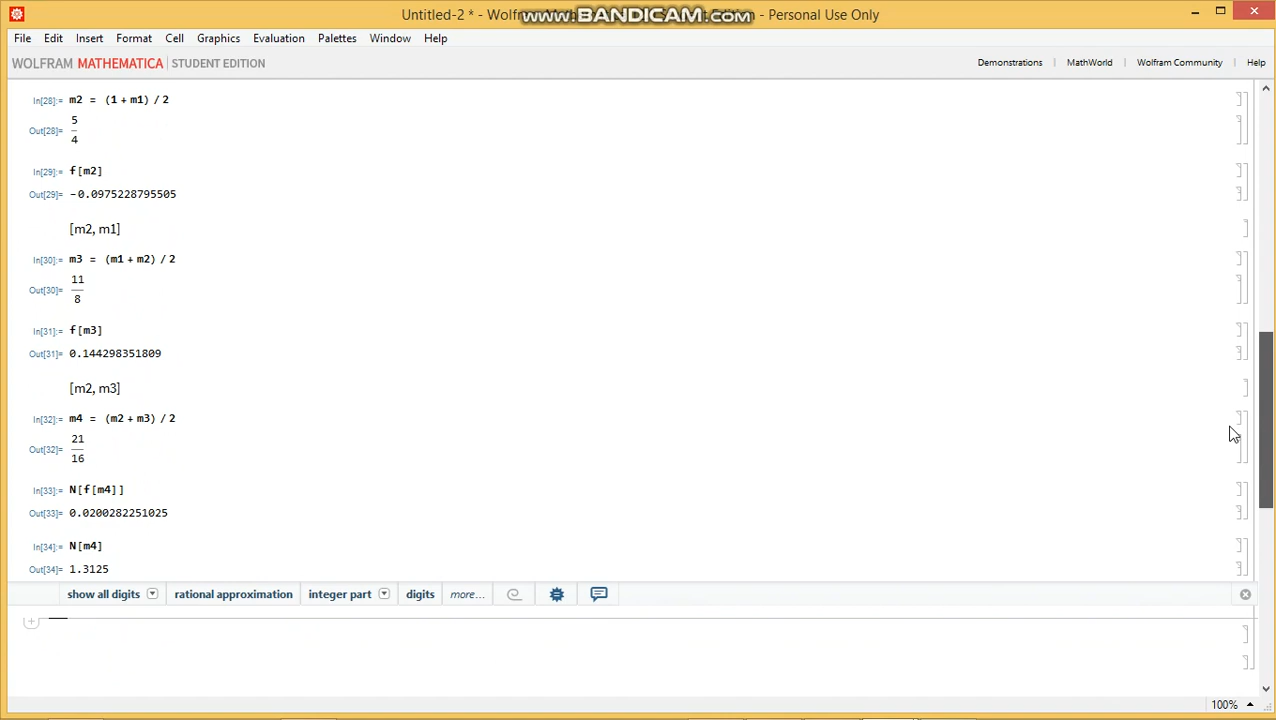 Untitled-2 * - Wolfram Ma - Personal Use Only
www.BANDICAM.com
File Edit Insert Format Cell Graphics Evaluation Palettes Window Help
WOLFRAM MATHEMATICA | STUDENT EDITION
Demonstrations MathWorld Wolfram Community Help
In[28]:= m2 = (1 + m1) / 2
Out[28]= 5/4
In[29]:= f[m2]
Out[29]= -0.0975228795505
[m2, m1]
In[30]:= m3 = (m1 + m2) / 2
Out[30]= 11/8
In[31]:= f[m3]
Out[31]= 0.144298351809
[m2, m3]
In[32]:= m4 = (m2 + m3) / 2
Out[32]= 21/16
In[33]:= N[f[m4]]
Out[33]= 0.0200282251025
In[34]:= N[m4]
Out[34]= 1.3125
show all digits rational approximation integer part digits more...
100%